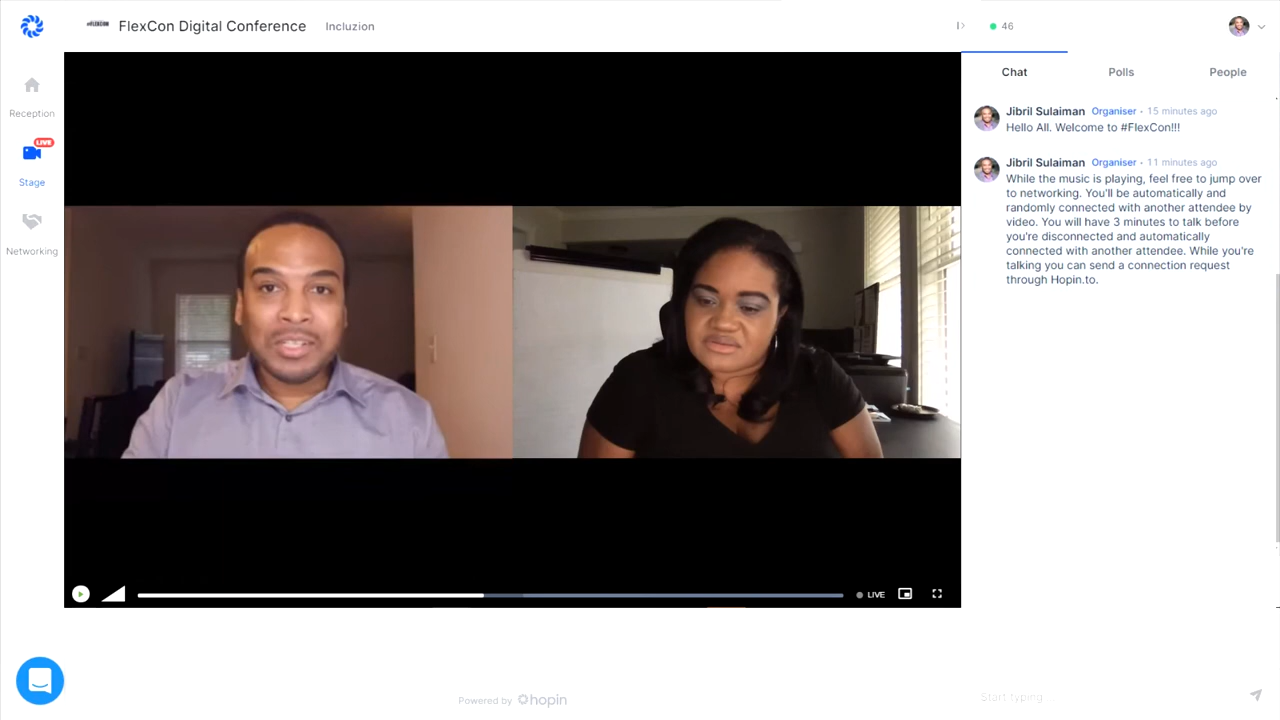 #FLEXCON
FlexCon Digital Conference
Incluzion
46
Reception
LIVE
Stage
Networking
Chat
Polls
People
Jibril Sulaiman Organiser • 15 minutes ago
Hello All. Welcome to #FlexCon!!!
Jibril Sulaiman Organiser • 11 minutes ago
While the music is playing, feel free to jump over
to networking. You'll be automatically and
randomly connected with another attendee by
video. You will have 3 minutes to talk before
you're disconnected and automatically
connected with another attendee. While you're
talking you can send a connection request
through Hopin.to.
LIVE
Powered by hopin
Start typing ...